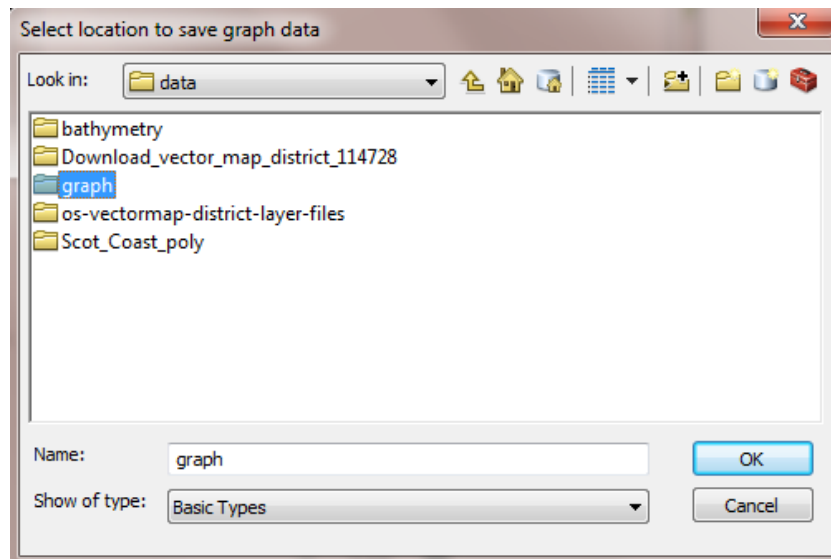 Select location to save graph data
Look in: data
bathymetry
Download_vector_map_district_114728
graph
os-vectormap-district-layer-files
Scot_Coast_poly
Name: graph OK
Show of type: Basic Types Cancel